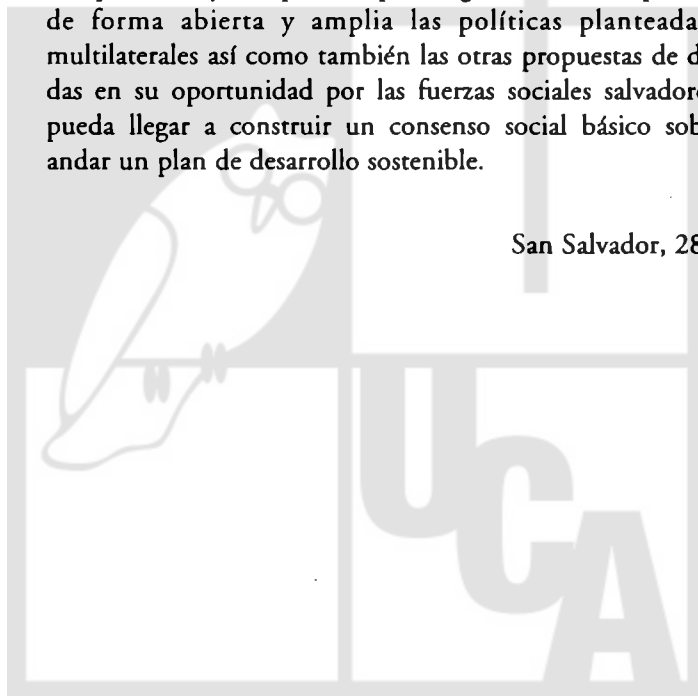 de forma abierta y amplia las políticas planteada
multilaterales así como también las otras propuestas de d
das en su oportunidad por las fuerzas sociales salvador
pueda llegar a construir un consenso social básico sob
andar un plan de desarrollo sostenible.
San Salvador, 28
UCA